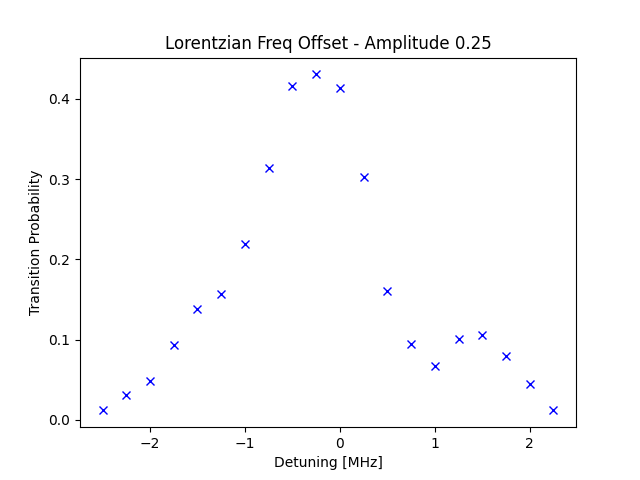 Lorentzian Freq Offset - Amplitude 0.25
Transition Probability
0.4
0.3
0.2
0.1
0.0
−2 −1 0 1 2
Detuning [MHz]